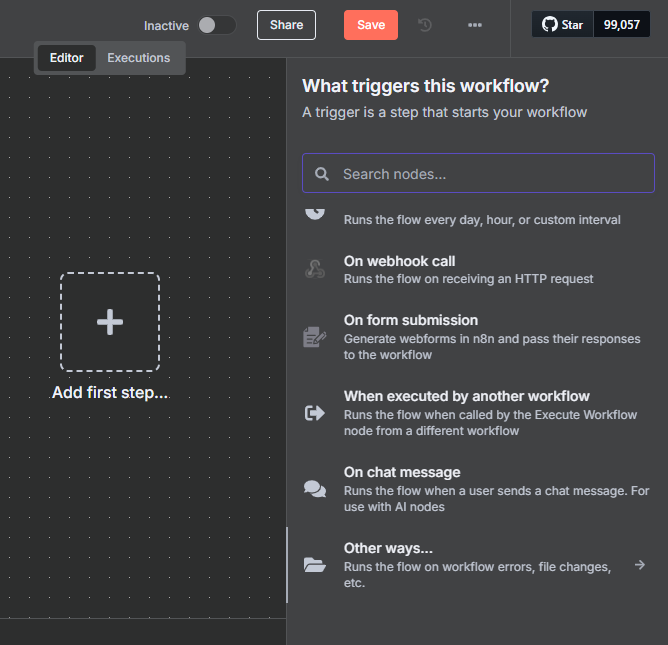 Inactive
Share
Save
Star
99,057
Editor
Executions
What triggers this workflow?
A trigger is a step that starts your workflow
Search nodes...
Runs the flow every day, hour, or custom interval
On webhook call
Runs the flow on receiving an HTTP request
On form submission
Generate webforms in n8n and pass their responses
to the workflow
When executed by another workflow
Runs the flow when called by the Execute Workflow
node from a different workflow
On chat message
Runs the flow when a user sends a chat message. For
use with AI nodes
Other ways...
Runs the flow on workflow errors, file changes,
etc.
Add first step...